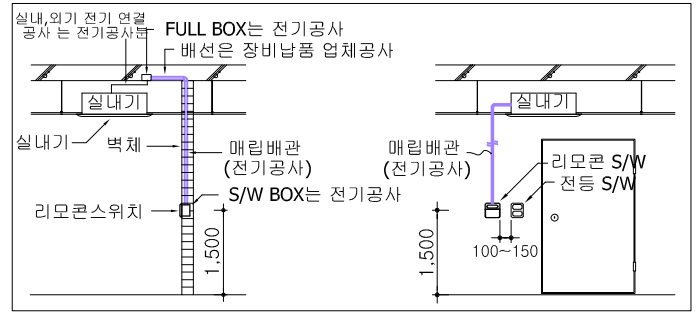 실내,외기 전기 연결
공사 는 전기공사분
FULL BOX는 전기공사
배선은 장비납품 업체공사
실내기
실내기
벽체
매립배관
(전기공사)
S/W BOX는 전기공사
리모콘스위치
1,500
실내기
매립배관
(전기공사)
리모콘 S/W
전등 S/W
100~150
1,500